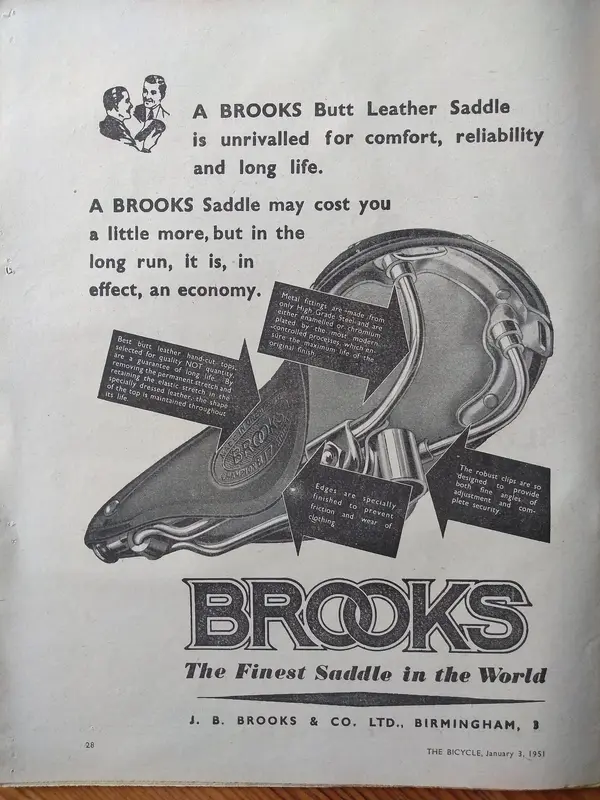 A BROOKS Butt Leather Saddle
is unrivalled for comfort, reliability
and long life.
A BROOKS Saddle may cost you
a little more, but in the
long run, it is, in
effect, an economy.
Metal fittings are made from
only High Grade Steel and are
either enamelled or chromium
plated by the most modern
-controlled processes, which en-
sure the maximum life of the
original finish.
Best butt leather hand-cut tops,
selected for quality NOT quantity,
are a guarantee of long life. By
removing the permanent stretch and
retaining the elastic stretch in the
specially dressed leather, the shape
of the top is maintained throughout
its life.
BROOKS
The robust clips are so
designed to provide
both fine angles of
adjustment and com-
plete security.
Edges are specially
finished to prevent
friction and wear of
clothing.
BROOKS
The Finest Saddle in the World
J. B. BROOKS & CO. LTD., BIRMINGHAM, 3
28
THE BICYCLE, January 3, 1951